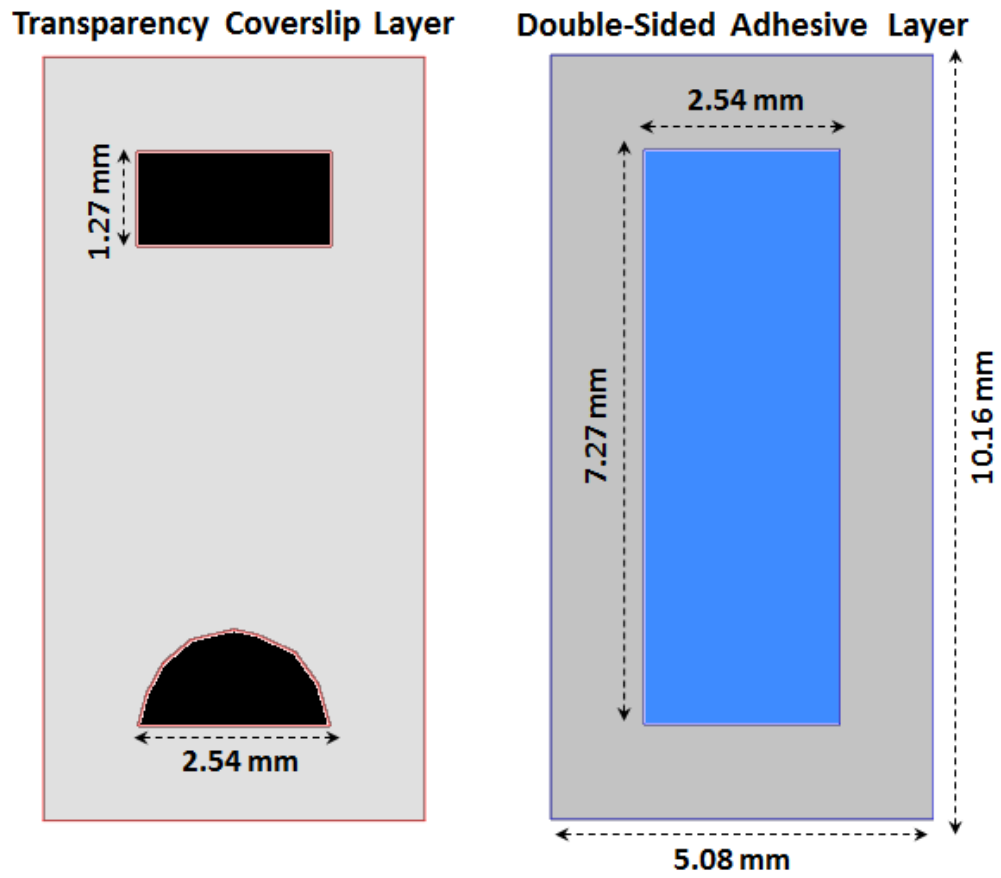 Transparency Coverslip Layer
Double-Sided Adhesive Layer
1.27 mm
2.54 mm
2.54 mm
7.27 mm
10.16 mm
5.08 mm